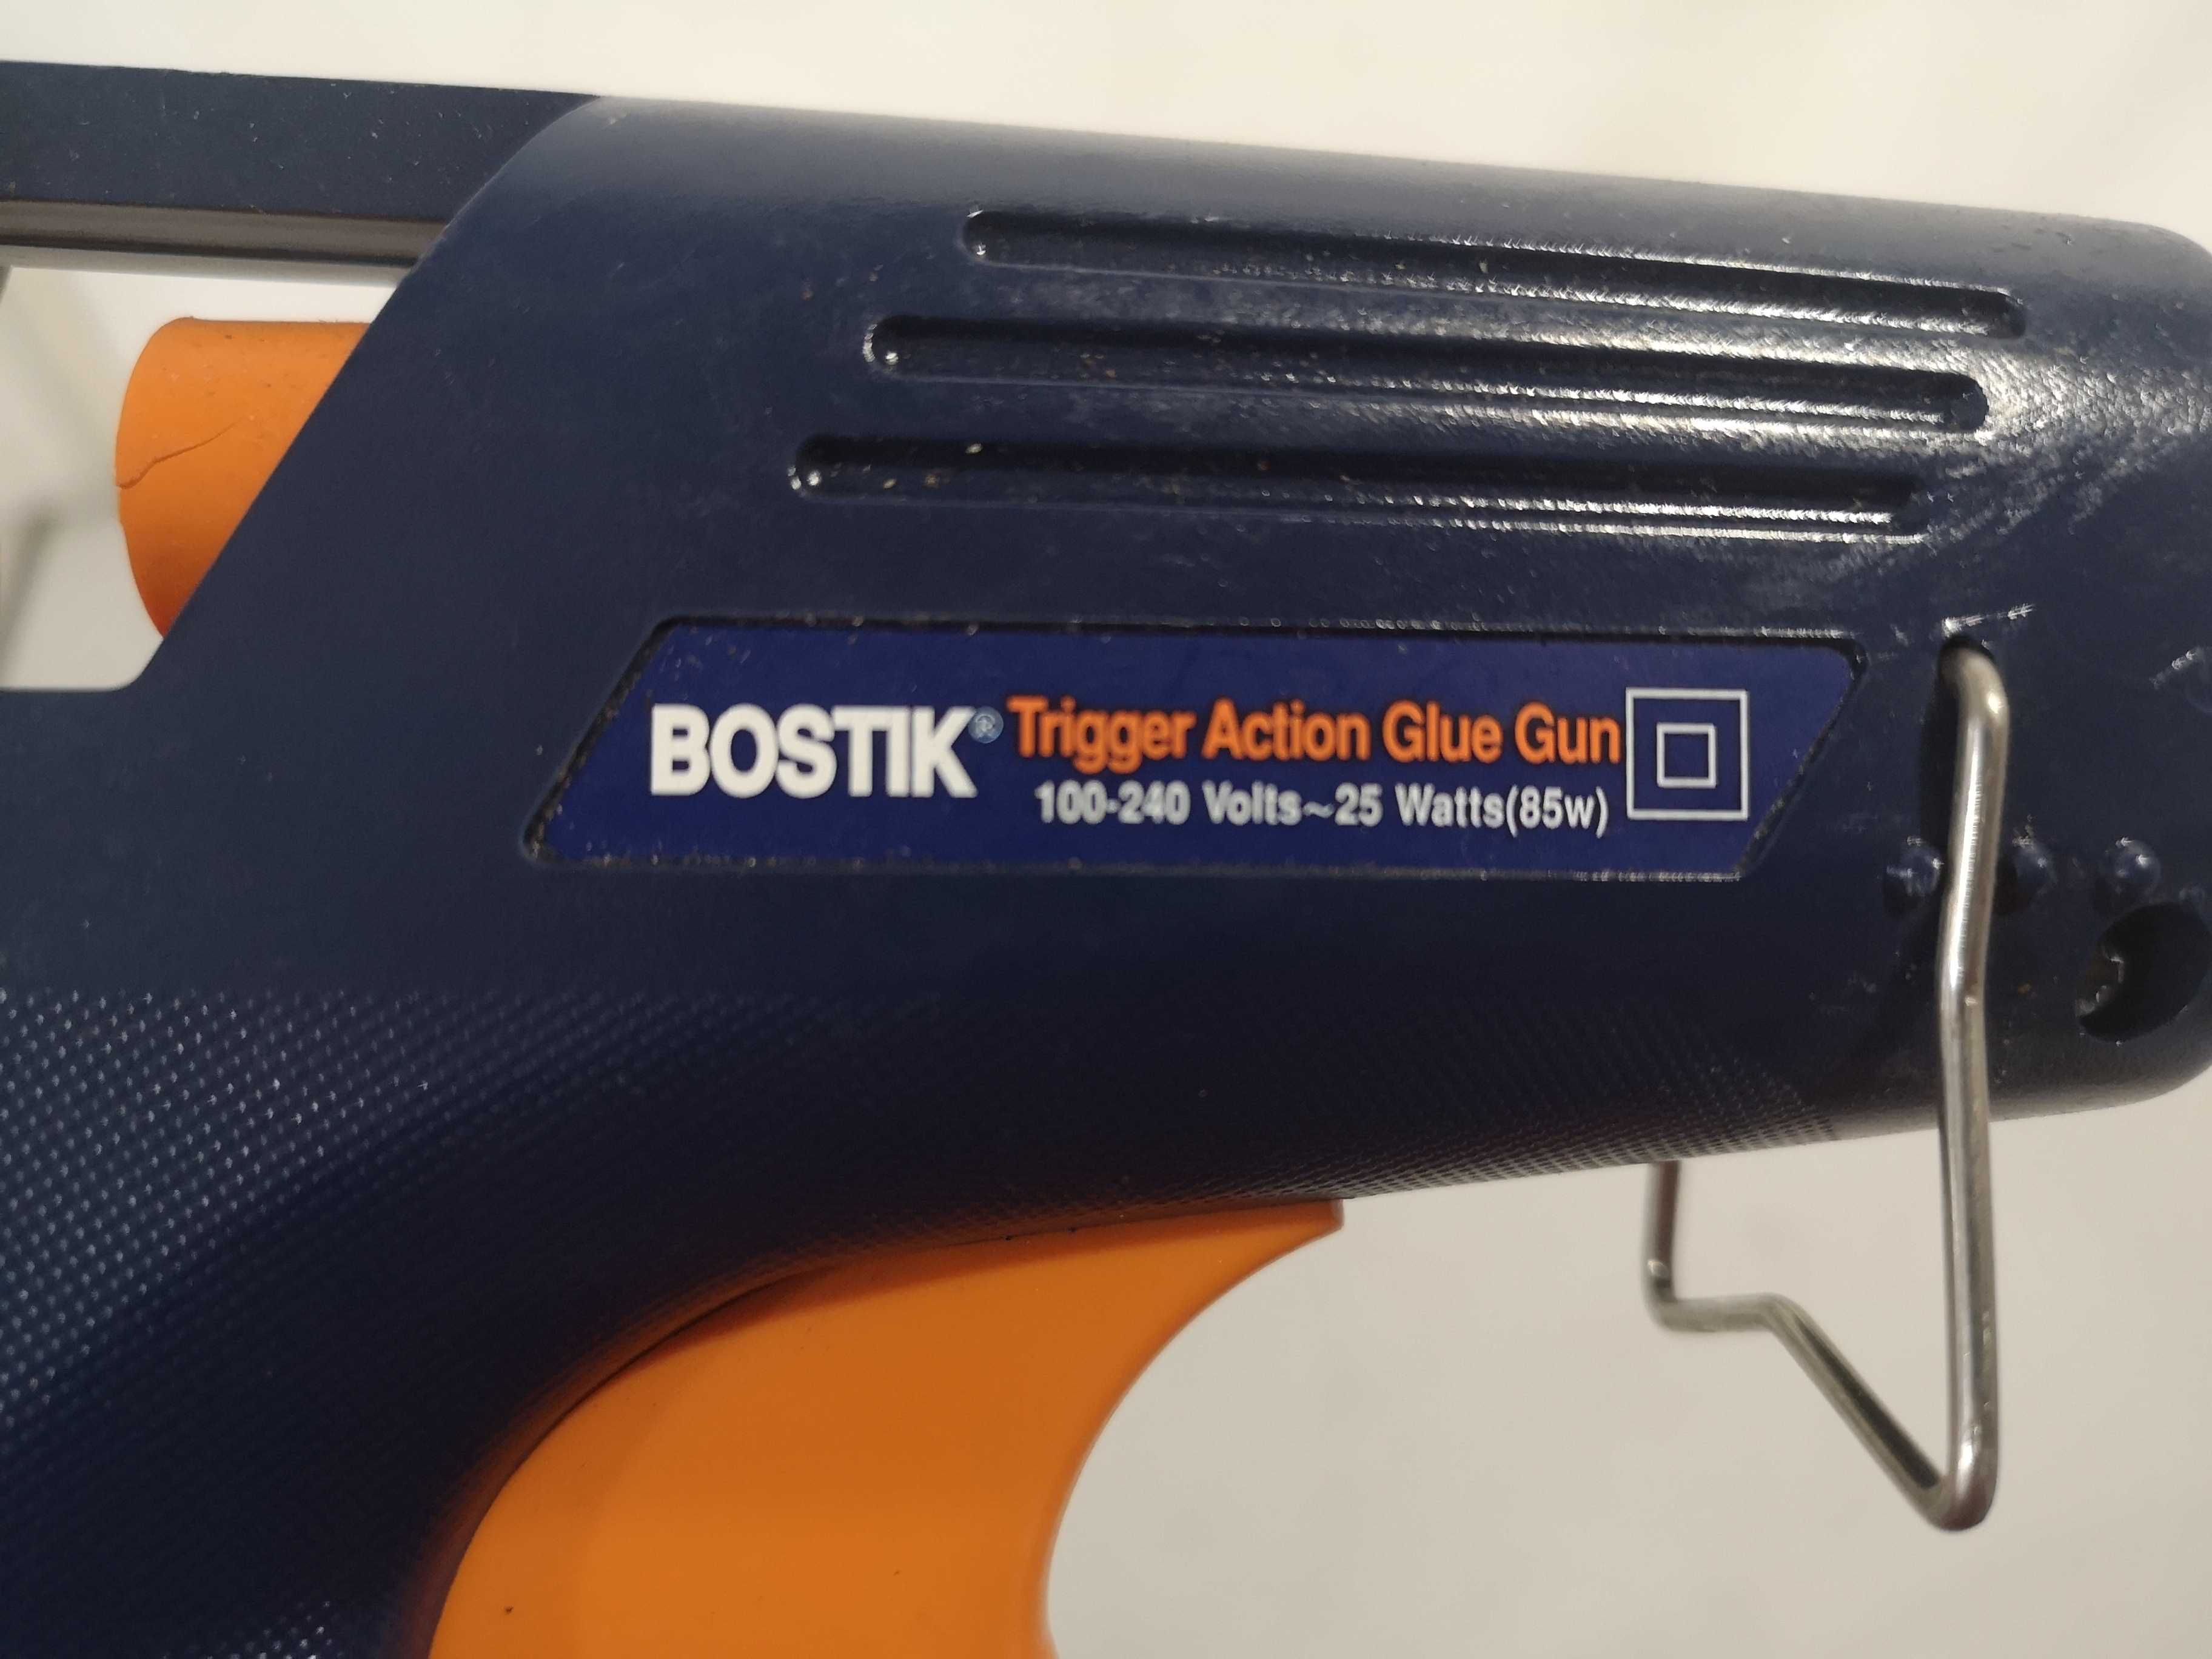 BOSTIK® Trigger Action Glue Gun
100-240 Volts~25 Watts(85w)